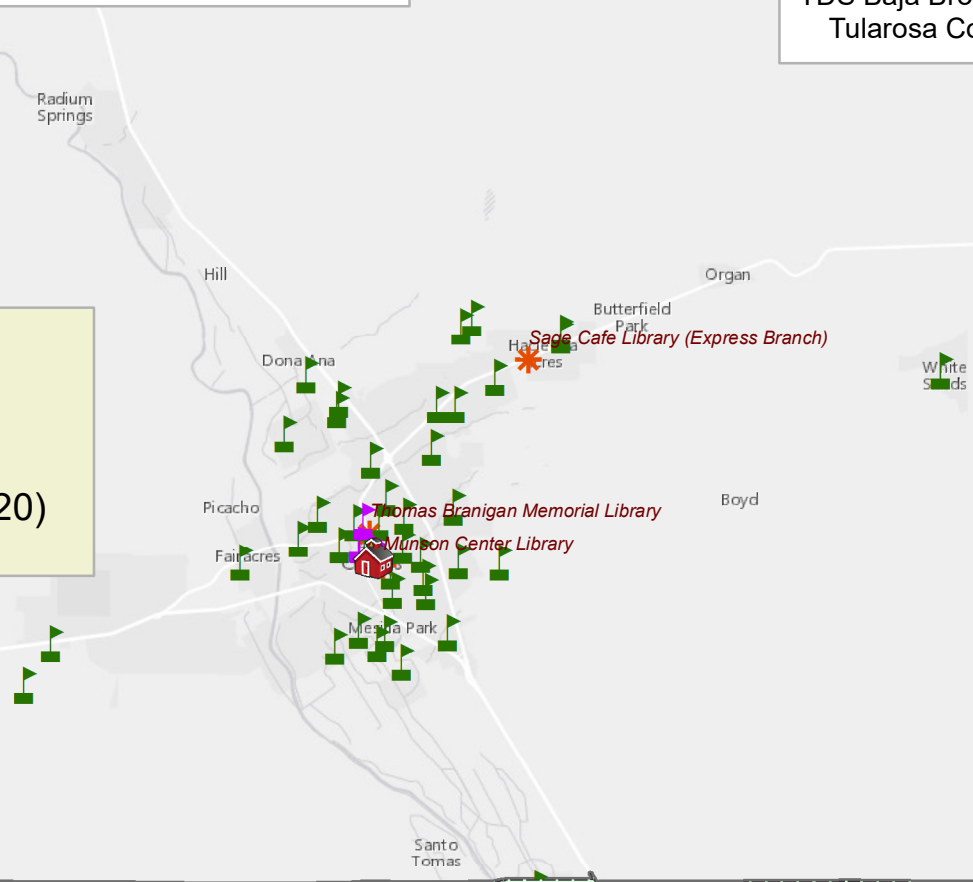 Tularosa Co
Radium
Springs
Hill
Organ
Butterfield
Park
Sage Cafe Library (Express Branch)
Dona Ana
White
Picacho
Boyd
20)
Thomas Branigan Memorial Library
Munson Center Library
Fairacres
Mesilla Park
Santo
Tomas